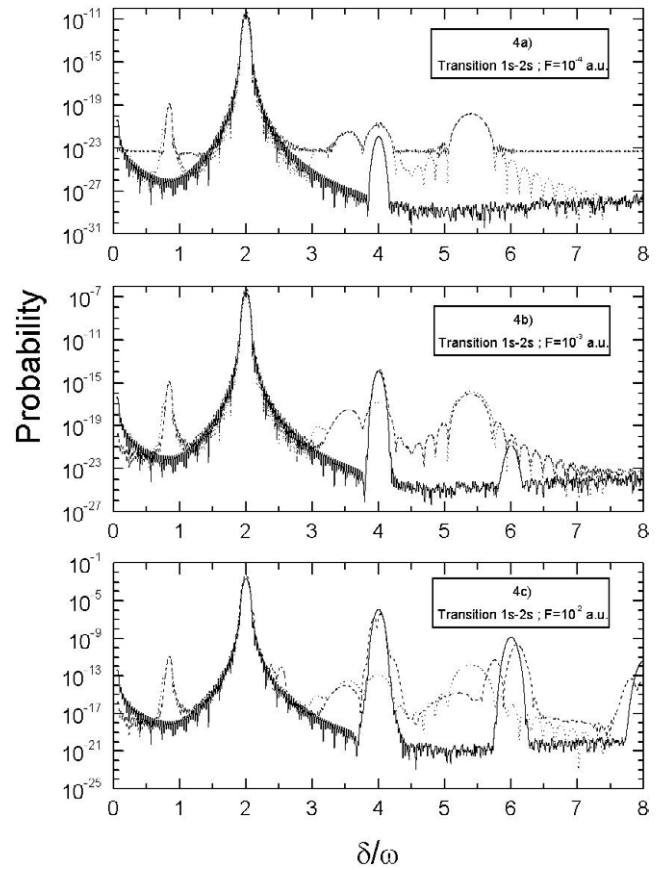 10⁻¹¹
10⁻¹⁵
10⁻¹⁹
10⁻²³
10⁻²⁷
10⁻³¹
4a)
Transition 1s-2s ; F=10⁻⁴ a.u.
0 1 2 3 4 5 6 7 8
10⁻⁷
10⁻¹¹
10⁻¹⁵
10⁻¹⁹
10⁻²³
10⁻²⁷
4b)
Transition 1s-2s ; F=10⁻³ a.u.
0 1 2 3 4 5 6 7 8
Probability
10⁻¹
10⁻⁵
10⁻⁹
10⁻¹³
10⁻¹⁷
10⁻²¹
10⁻²⁵
4c)
Transition 1s-2s ; F=10² a.u.
0 1 2 3 4 5 6 7 8
δ/ω